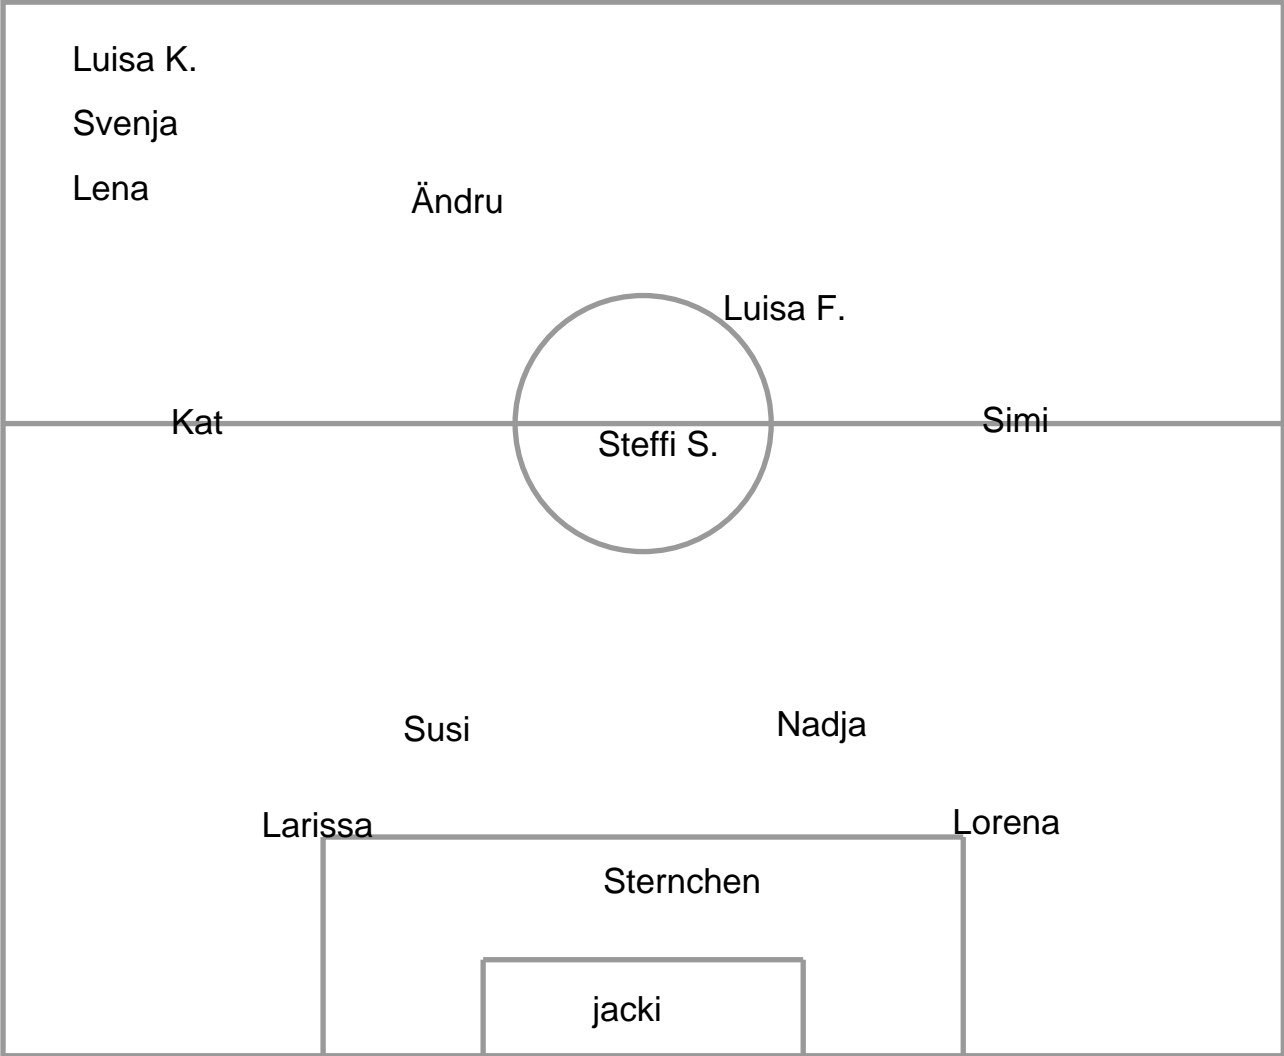 Luisa K.
Svenja
Lena
Ändru
Luisa F.
Kat
Simi
Steffi S.
Susi
Nadja
Larissa
Lorena
Sternchen
jacki